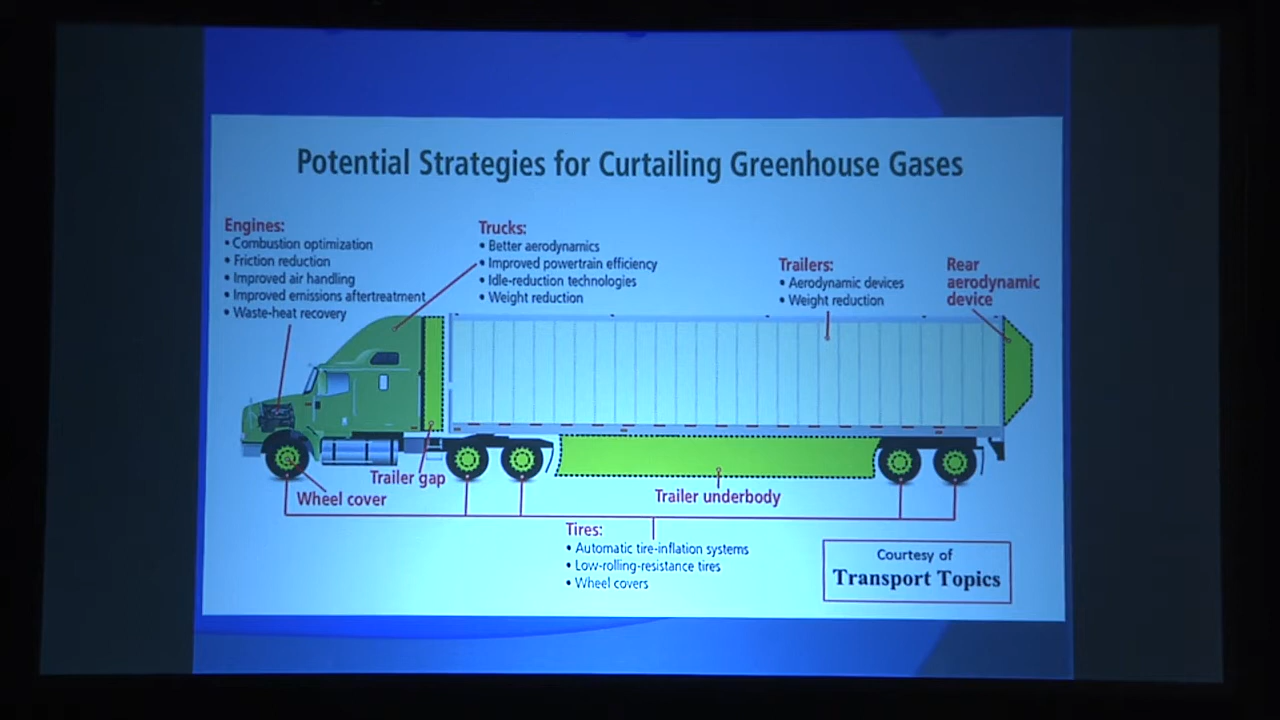 Potential Strategies for Curtailing Greenhouse Gases
Engines:
• Combustion optimization
• Friction reduction
• Improved air handling
• Improved emissions aftertreatment
• Waste-heat recovery
Trucks:
• Better aerodynamics
• Improved powertrain efficiency
• Idle-reduction technologies
• Weight reduction
Trailers:
• Aerodynamic devices
• Weight reduction
Rear
aerodynamic
device
Trailer gap
Wheel cover
Trailer underbody
Tires:
• Automatic tire-inflation systems
• Low-rolling-resistance tires
• Wheel covers
Courtesy of
Transport Topics